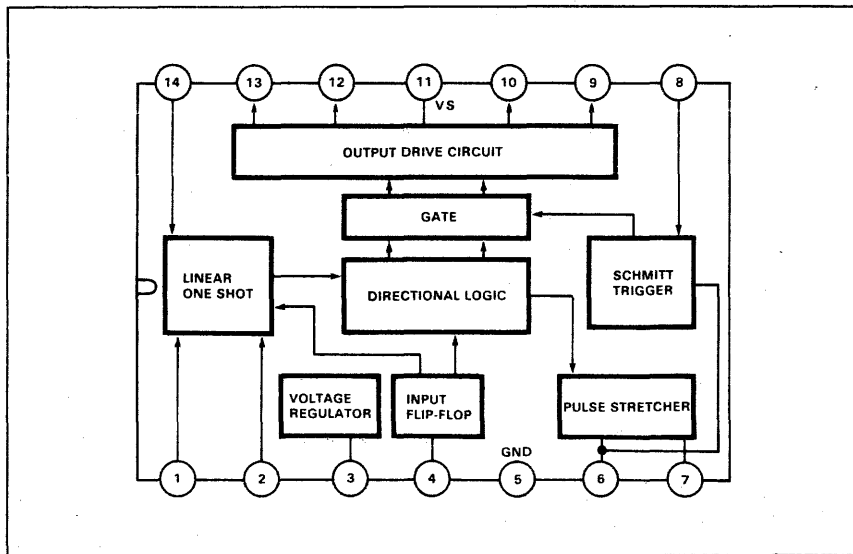 14
13
12
11
10
9
8
VS
OUTPUT DRIVE CIRCUIT
GATE
LINEAR
ONE SHOT
DIRECTIONAL LOGIC
SCHMITT
TRIGGER
VOLTAGE
REGULATOR
INPUT
FLIP-FLOP
PULSE STRETCHER
GND
1
2
3
4
5
6
7